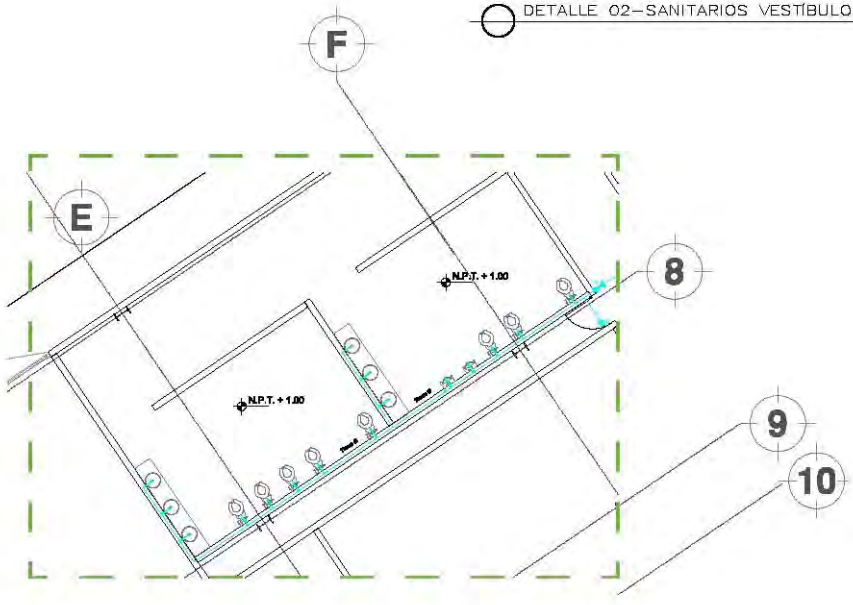 DETALLE 02-SANITARIOS VESTÍBULO
F
E
8
N.P.T. + 1.00
N.P.T. + 1.00
9
10